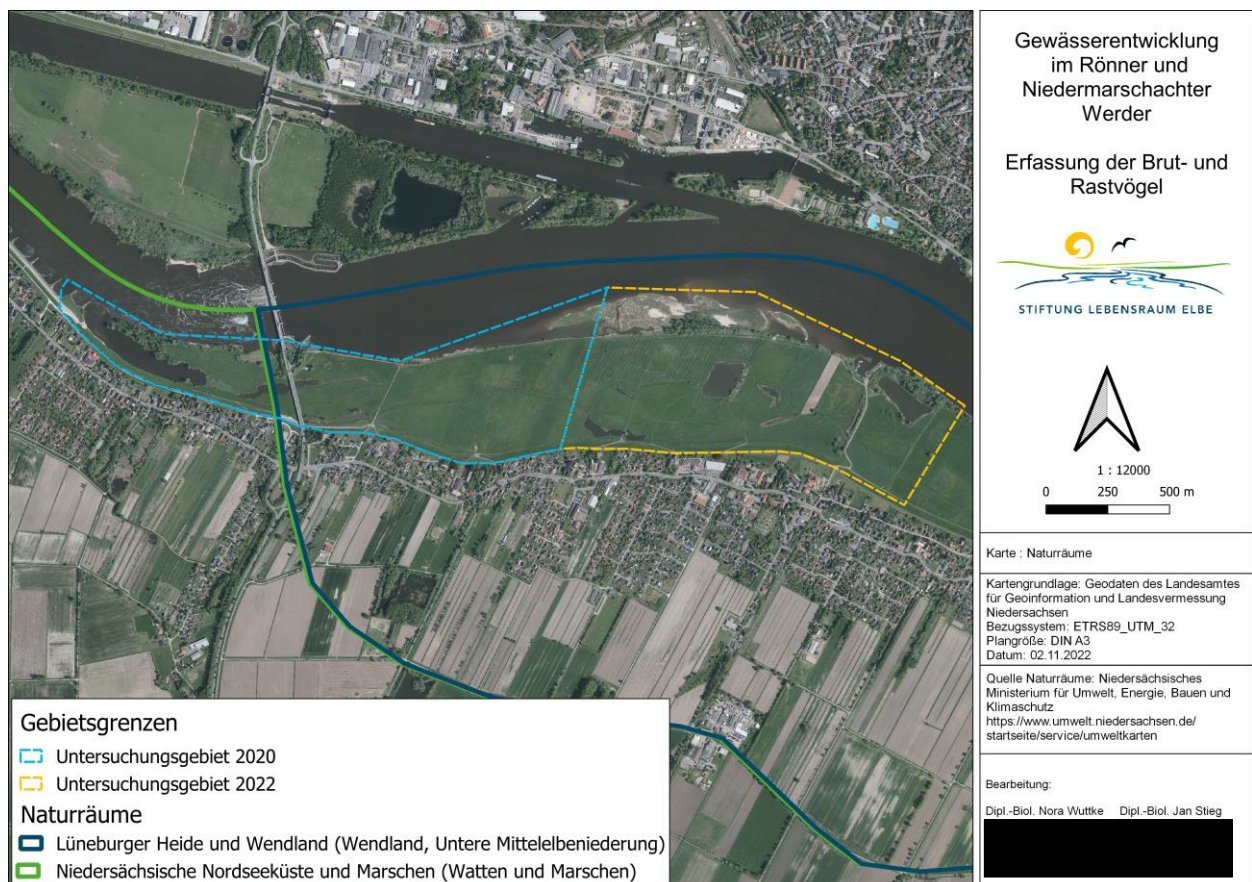 Gewässerentwicklung
im Rönner und
Niedermarschachter
Werder
Erfassung der Brut- und
Rastvögel
STIFTUNG LEBENSRAUM ELBE
1 : 12000
0 250 500 m
Karte : Naturräume
Kartengrundlage: Geodaten des Landesamtes
für Geoinformation und Landesvermessung
Niedersachsen
Bezugssystem: ETRS89_UTM_32
Plangröße: DIN A3
Datum: 02.11.2022
Quelle Naturräume: Niedersächsisches
Ministerium für Umwelt, Energie, Bauen und
Klimaschutz
https://www.umwelt.niedersachsen.de/
startseite/service/umweltkarten
Bearbeitung:
Dipl.-Biol. Nora Wuttke Dipl.-Biol. Jan Stieg
Gebietsgrenzen
Untersuchungsgebiet 2020
Untersuchungsgebiet 2022
Naturräume
Lüneburger Heide und Wendland (Wendland, Untere Mittelelbeniederung)
Niedersächsische Nordseeküste und Marschen (Watten und Marschen)